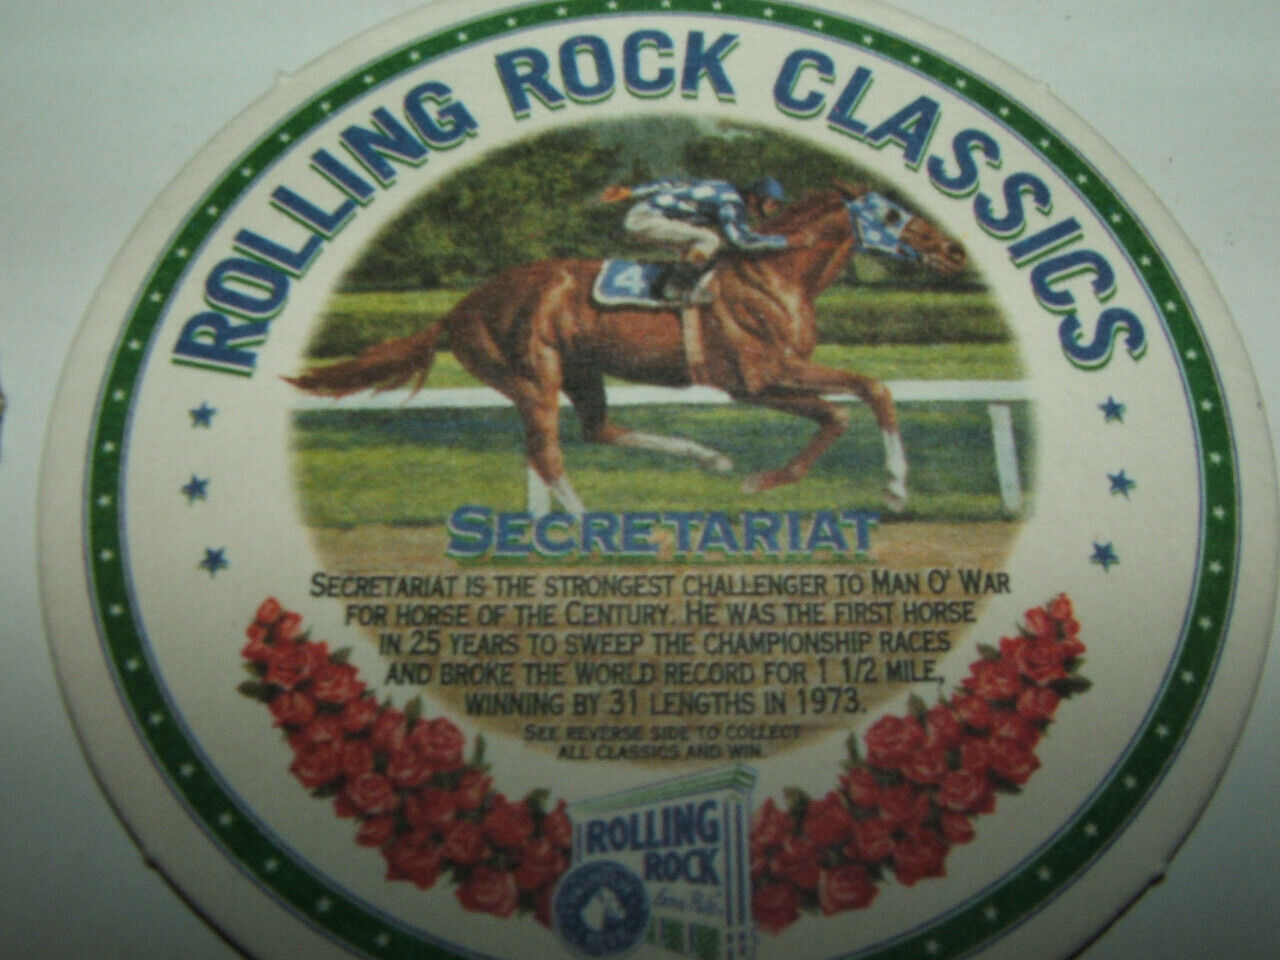 ROLLING ROCK CLASSICS
4
SECRETARIAT
SECRETARIAT IS THE STRONGEST CHALLENGER TO MAN O' WAR
FOR HORSE OF THE CENTURY. HE WAS THE FIRST HORSE
IN 25 YEARS TO SWEEP THE CHAMPIONSHIP RACES
AND BROKE THE WORLD RECORD FOR 1 1/2 MILE,
WINNING BY 31 LENGTHS IN 1973.
SEE REVERSE SIDE TO COLLECT
ALL CLASSICS AND WIN.
ROLLING
ROCK
Extra Pale